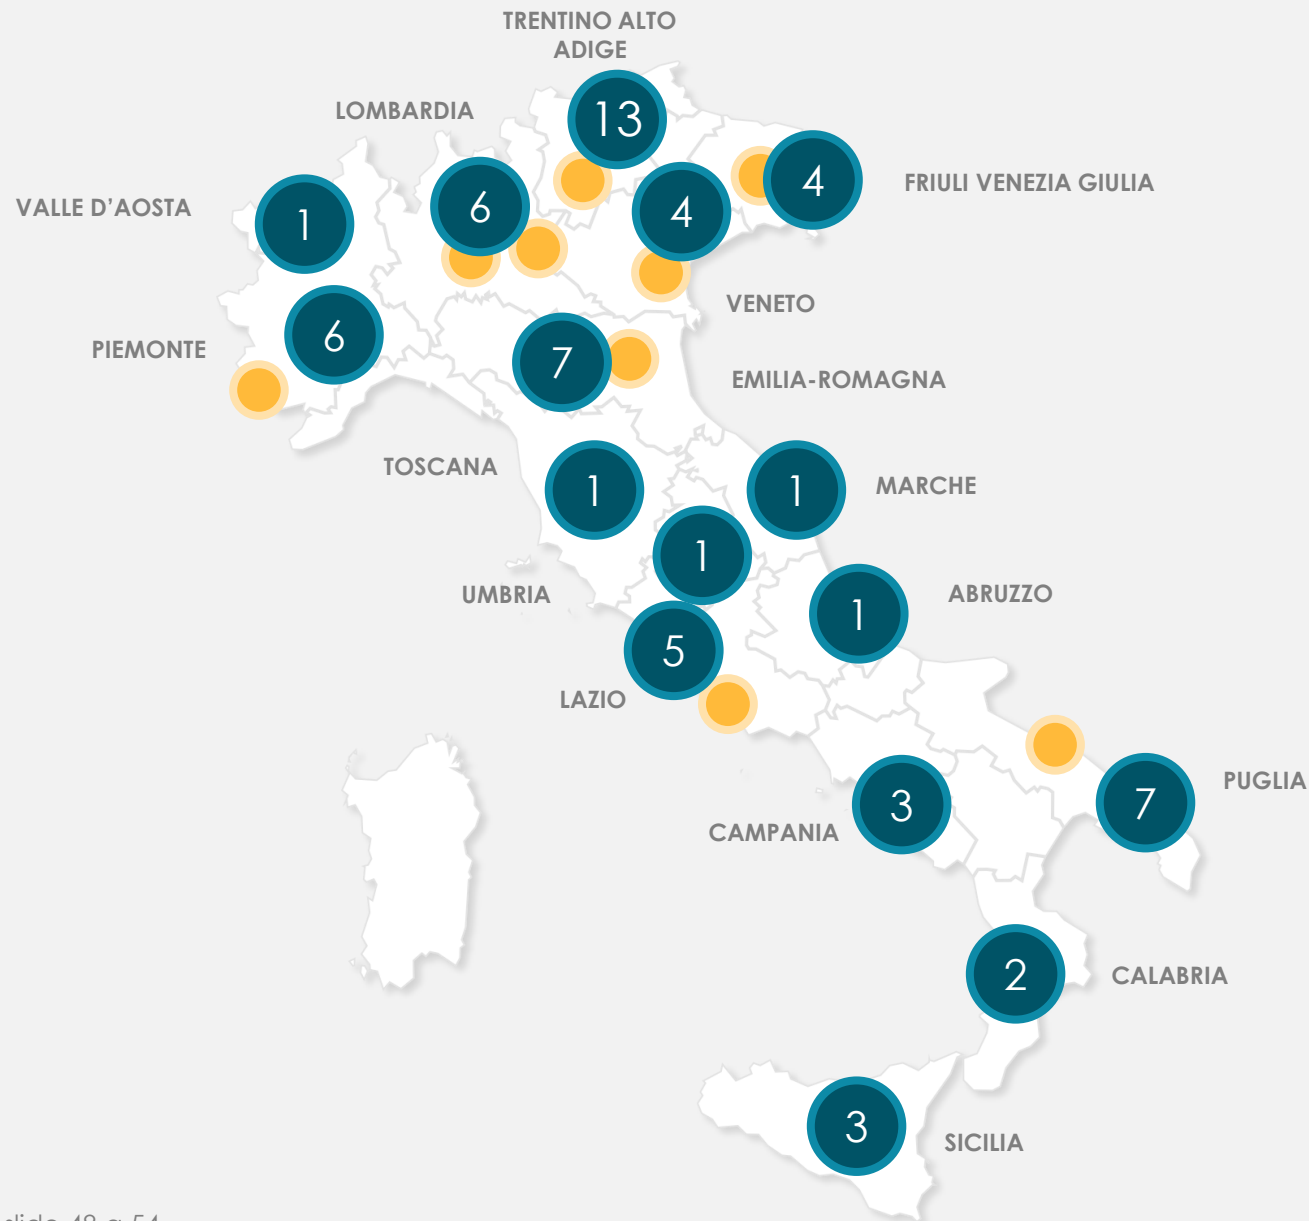 TRENTINO ALTO
ADIGE
13
LOMBARDIA
6
4
4
FRIULI VENEZIA GIULIA
VALLE D'AOSTA
1
VENETO
PIEMONTE
6
7
EMILIA-ROMAGNA
TOSCANA
1
1
MARCHE
1
UMBRIA
ABRUZZO
1
5
LAZIO
PUGLIA
7
3
CAMPANIA
2
CALABRIA
3
SICILIA